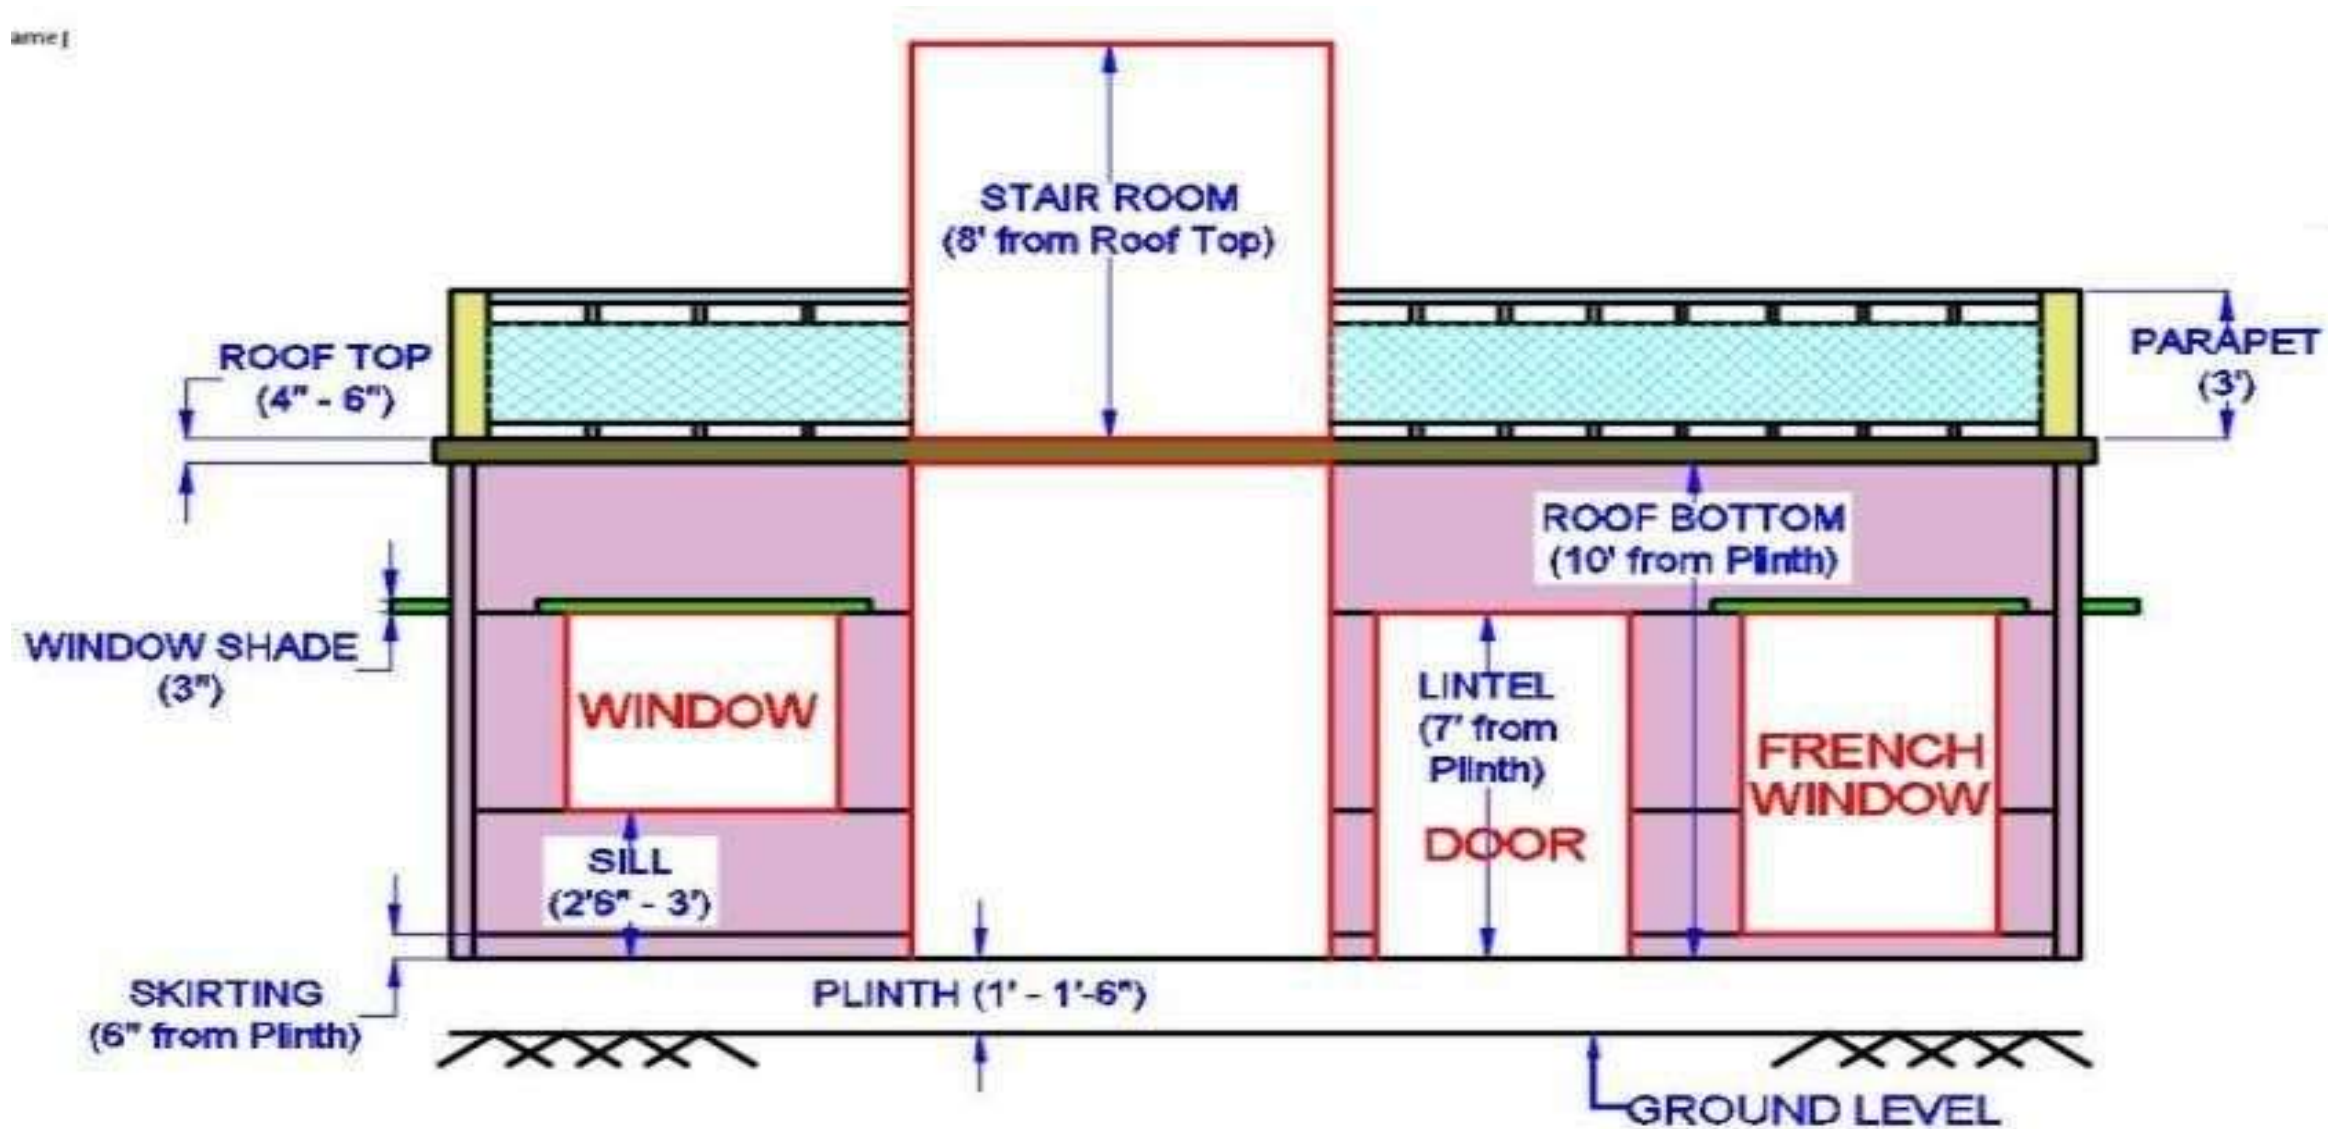 STAIR ROOM
(8' from Roof Top)
ROOF TOP
(4" - 6")
PARAPET
(3')
ROOF BOTTOM
(10' from Plinth)
WINDOW SHADE
(3")
WINDOW
LINTEL
(7' from
Plinth)
DOOR
FRENCH
WINDOW
SILL
(2'6" - 3')
SKIRTING
(6" from Plinth)
PLINTH (1' - 1'-6")
GROUND LEVEL